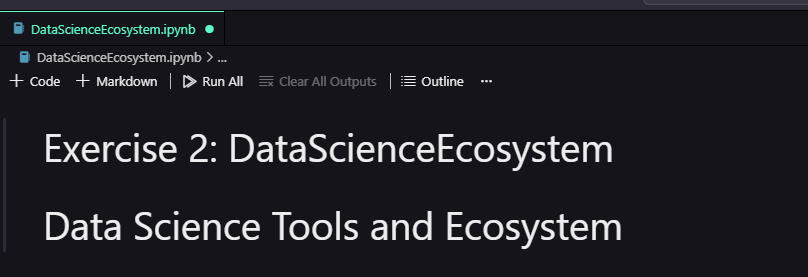 DataScienceEcosystem.ipynb
DataScienceEcosystem.ipynb > ...
+ Code + Markdown | Run All Clear All Outputs | Outline ...
Exercise 2: DataScienceEcosystem
Data Science Tools and Ecosystem